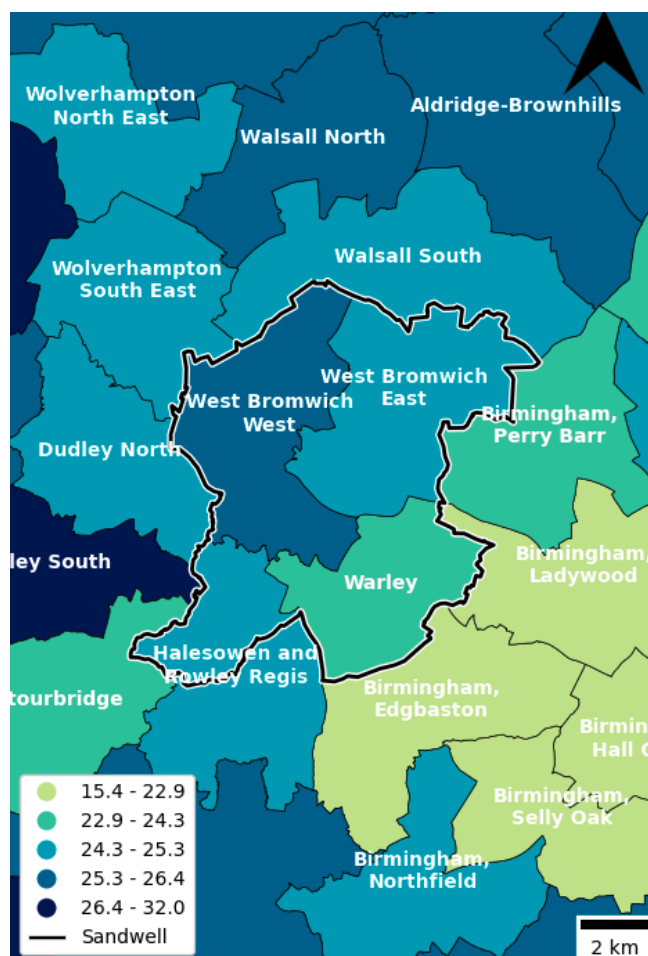 Wolverhampton
North East
Walsall North
Aldridge-Brownhills
Wolverhampton
South East
Walsall South
West Bromwich
West
West Bromwich
East
Birmingham,
Perry Barr
Dudley North
ley South
Birmingham,
Ladywood
Warley
Halesowen and
Rowley Regis
tourbridge
Birmingham,
Edgbaston
Birmin
Hall G
Birmingham,
Selly Oak
Birmingham,
Northfield
15.4 - 22.9
22.9 - 24.3
24.3 - 25.3
25.3 - 26.4
26.4 - 32.0
Sandwell
2 km